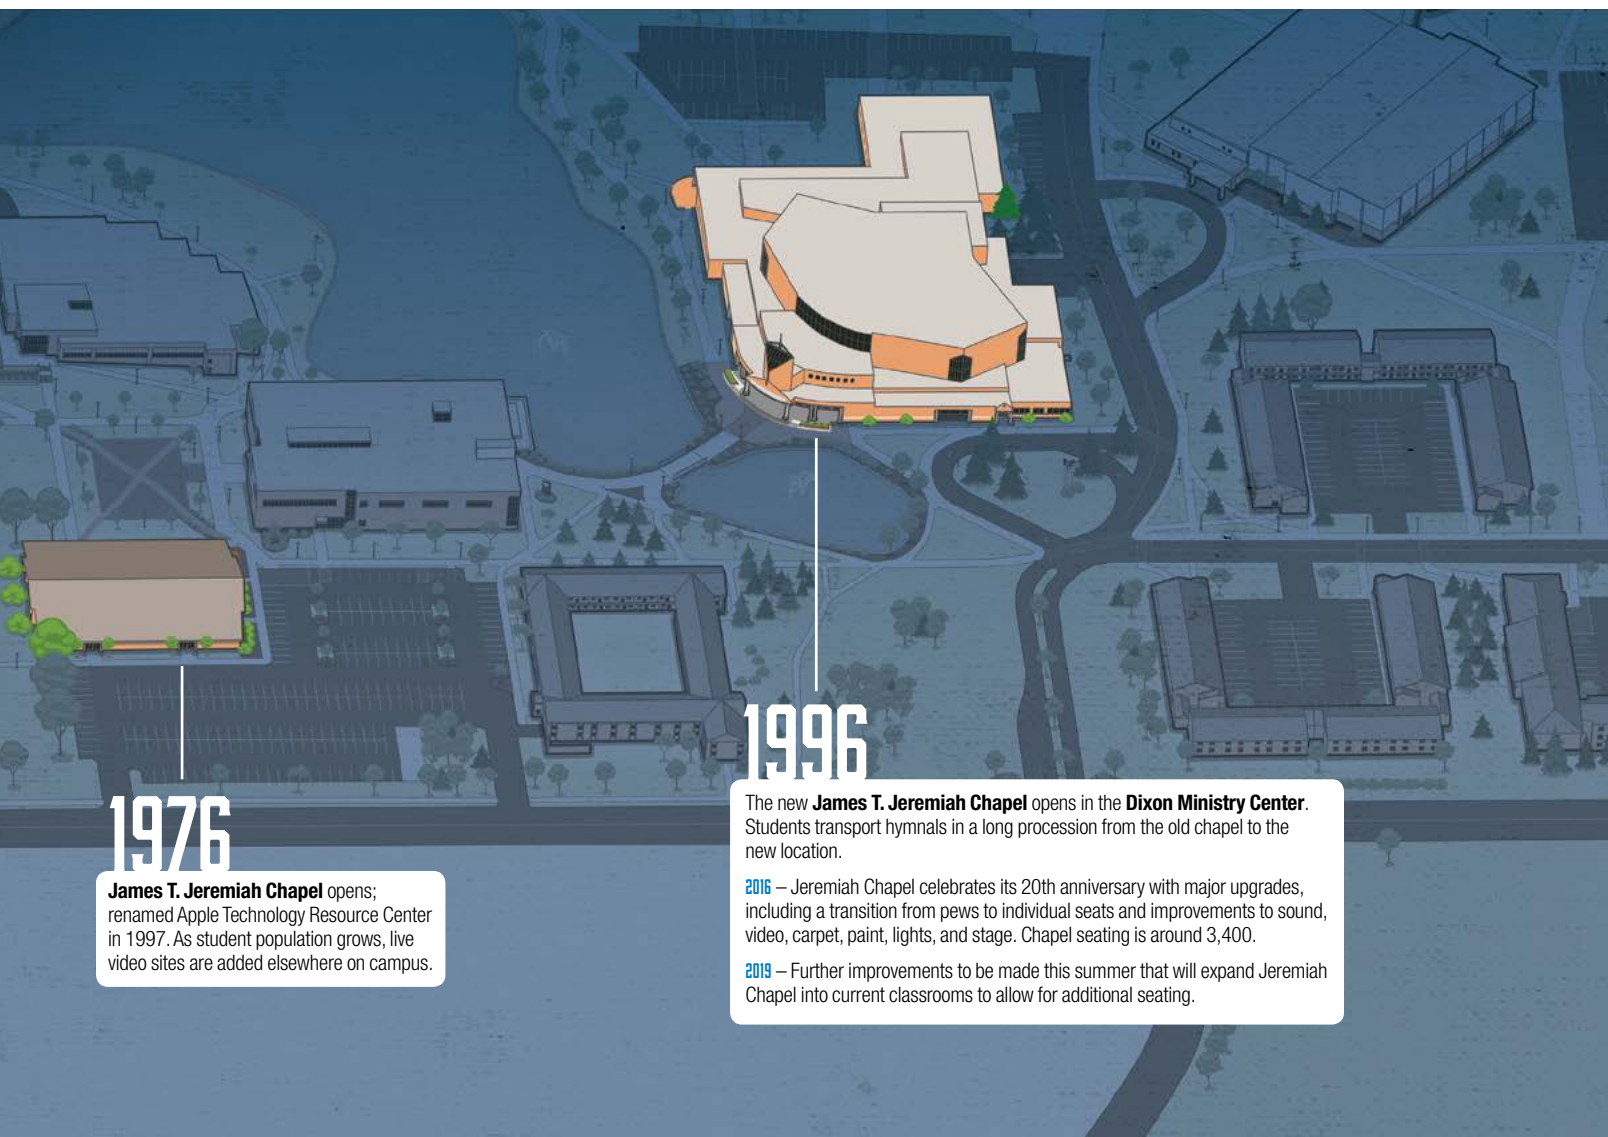 1976
James T. Jeremiah Chapel opens;
renamed Apple Technology Resource Center
in 1997. As student population grows, live
video sites are added elsewhere on campus.
1996
The new James T. Jeremiah Chapel opens in the Dixon Ministry Center.
Students transport hymnals in a long procession from the old chapel to the
new location.
2016 – Jeremiah Chapel celebrates its 20th anniversary with major upgrades,
including a transition from pews to individual seats and improvements to sound,
video, carpet, paint, lights, and stage. Chapel seating is around 3,400.
2019 – Further improvements to be made this summer that will expand Jeremiah
Chapel into current classrooms to allow for additional seating.